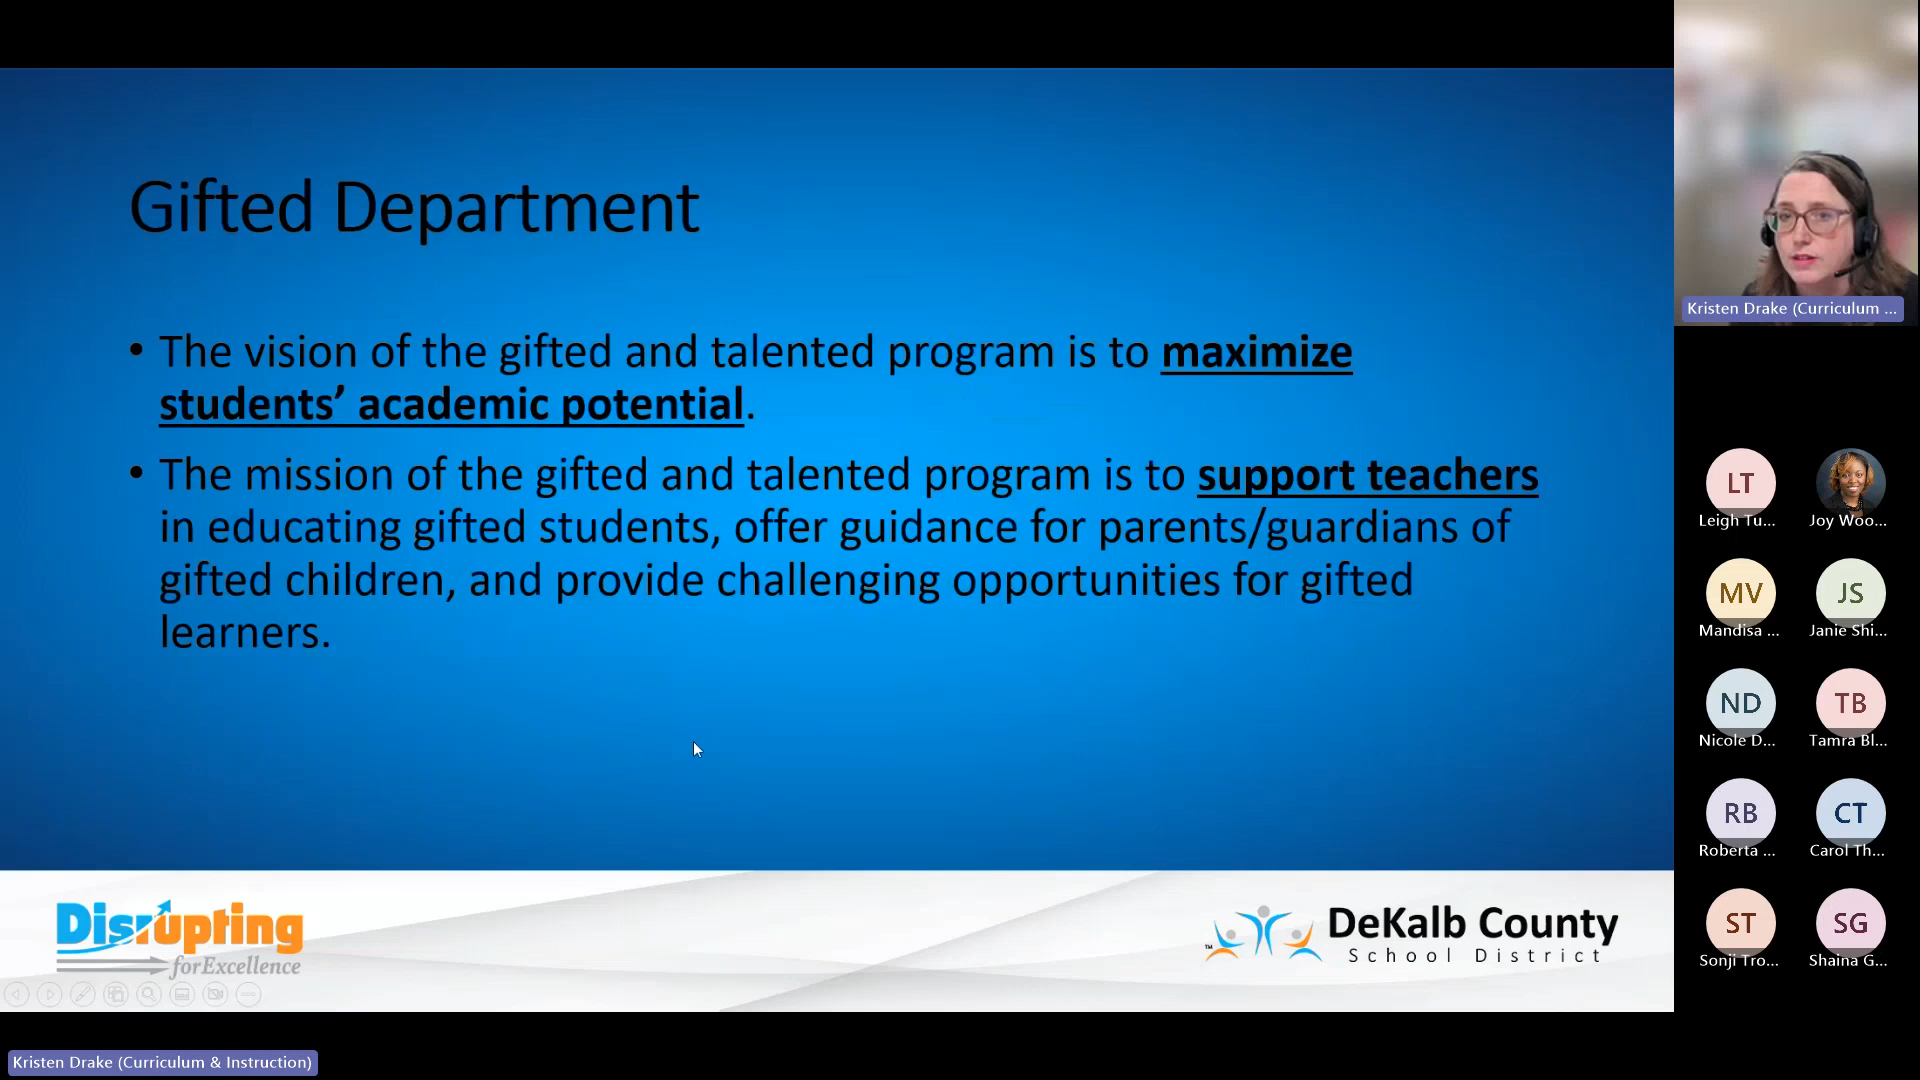 Gifted Department
• The vision of the gifted and talented program is to maximize
students’ academic potential.
• The mission of the gifted and talented program is to support teachers
in educating gifted students, offer guidance for parents/guardians of
gifted children, and provide challenging opportunities for gifted
learners.
Disrupting
for Excellence
™
DeKalb County
School District
Kristen Drake (Curriculum & Instruction)
Kristen Drake (Curriculum ...
LT
Leigh Tu...
Joy Woo...
MV
Mandisa ...
JS
Janie Shi...
ND
Nicole D...
TB
Tamra Bl...
RB
Roberta ...
CT
Carol Th...
ST
Sonji Tro...
SG
Shaina G...